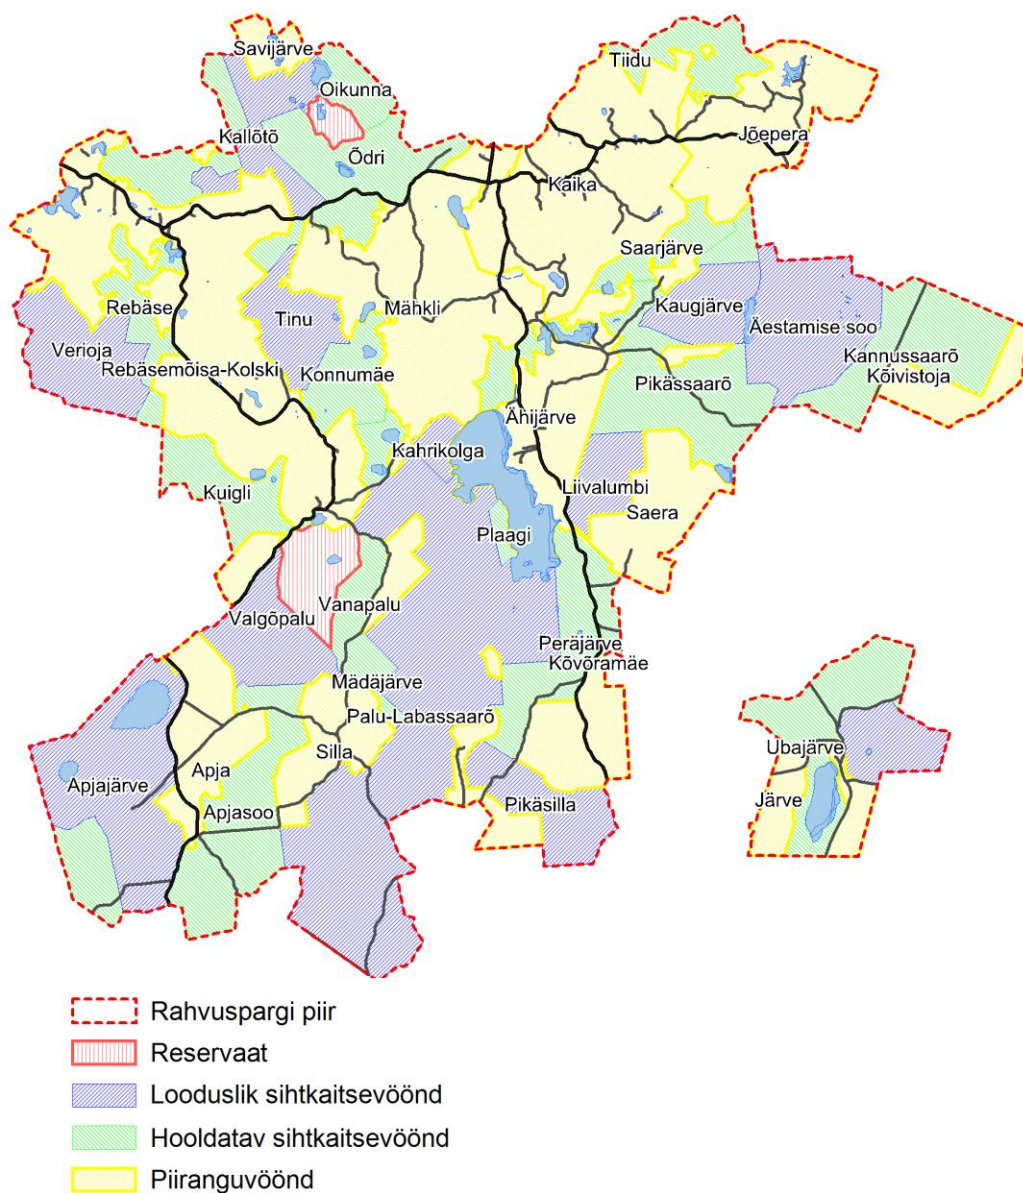 Savijärve
Oikunna
Tiidu
Kallõtõ
Õdri
Jõepera
Kaika
Saarjärve
Rebäse
Tinu
Mähkli
Kaugjärve
Äestamise soo
Verioja
Rebäsemõisa-Kolski
Konnumäe
Pikässaarõ
Kannussaarõ
Kõivistoja
Ähijärve
Kahrikolga
Kuigli
Liivalumbi
Saera
Plaagi
Vanapalu
Valgõpalu
Peräjärve
Kõvõramäe
Mädäjärve
Palu-Labassaarõ
Silla
Ubajärve
Apja
Apjajärve
Järve
Apjasoo
Pikäsilla
Rahvuspargi piir
Reservaat
Looduslik sihtkaitsevöönd
Hooldatav sihtkaitsevöönd
Piiranguvöönd